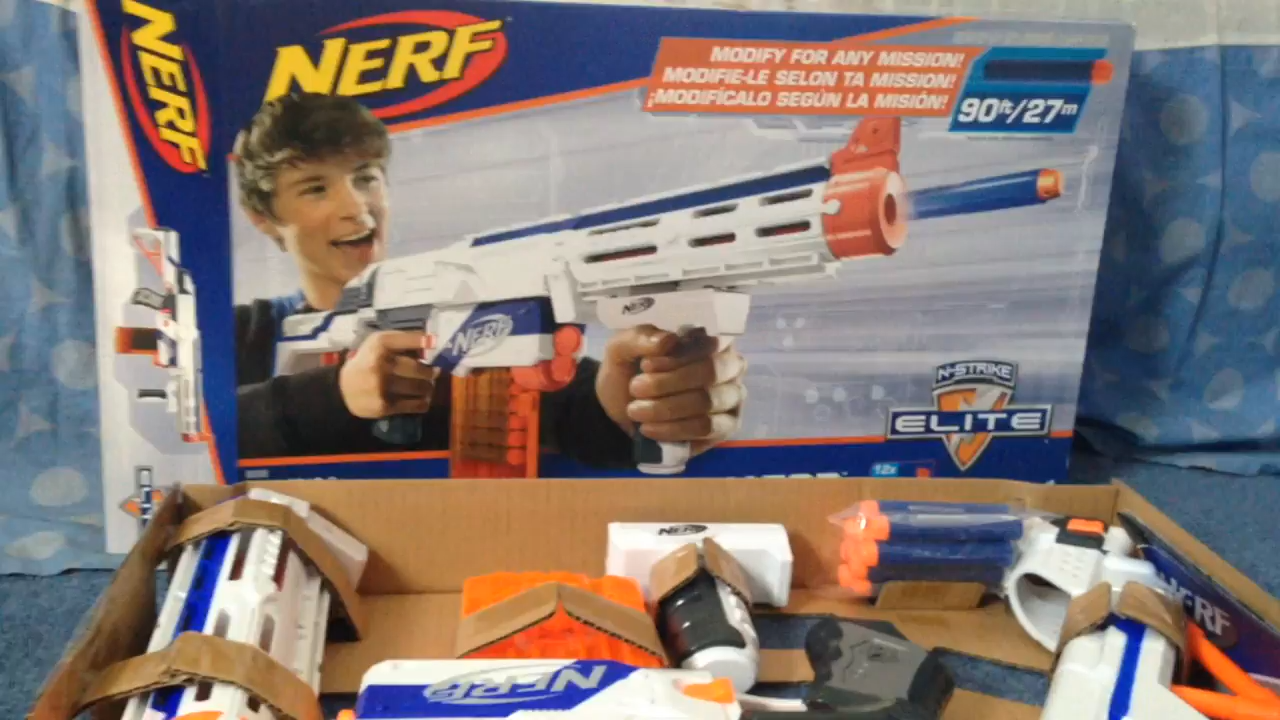 NERF
NERF
MODIFY FOR ANY MISSION!
MODIFIE-LE SELON TA MISSION!
¡MODIFÍCALO SEGÚN LA MISIÓN!
90ft/27m
NERF
NERF
N-STRIKE
ELITE
12x
NERF
NERF
NERF